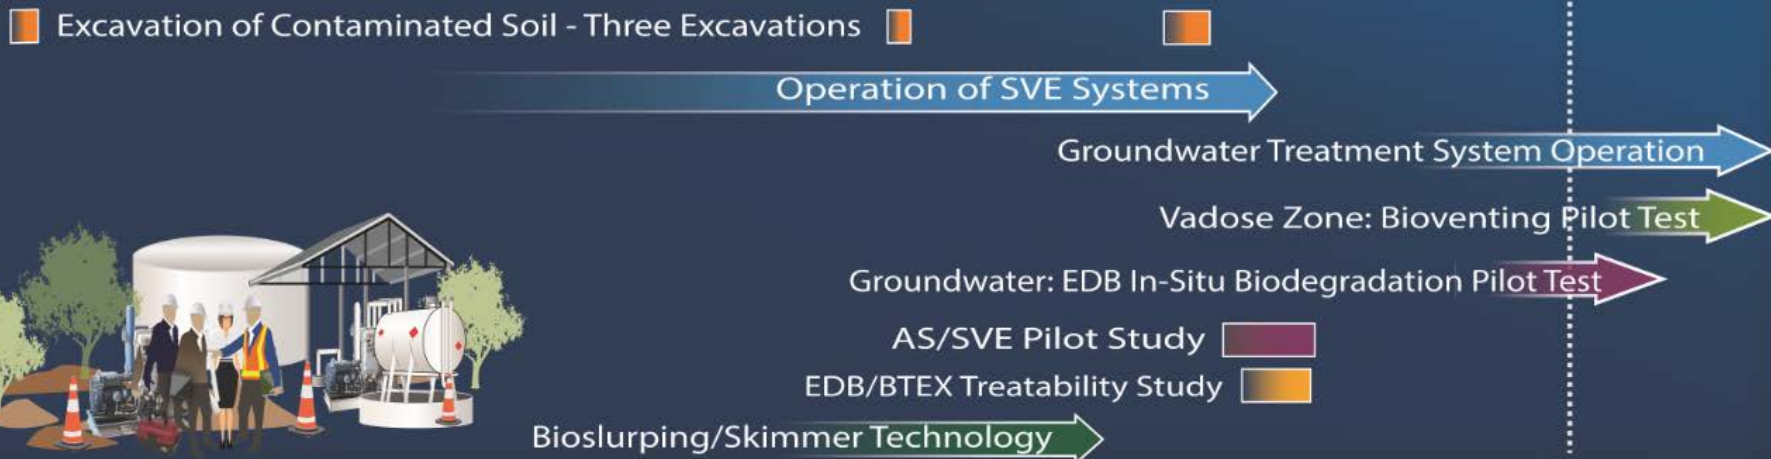 Excavation of Contaminated Soil - Three Excavations
Operation of SVE Systems
Groundwater Treatment System Operation
Vadose Zone: Bioventing Pilot Test
Groundwater: EDB In-Situ Biodegradation Pilot Test
AS/SVE Pilot Study
EDB/BTEX Treatability Study
Bioslurping/Skimmer Technology